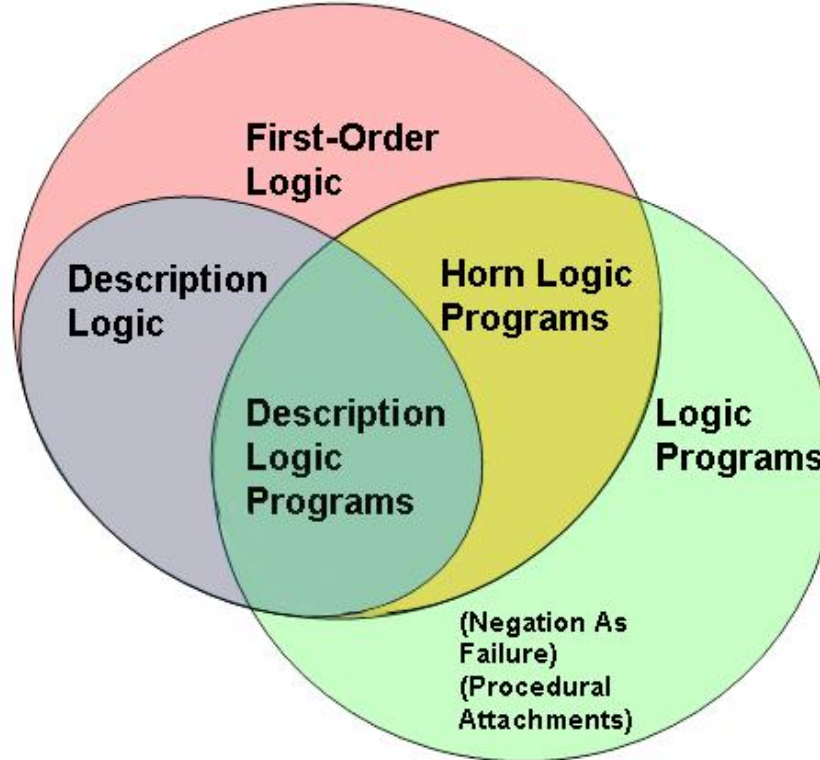 First-Order
Logic
Description
Logic
Horn Logic
Programs
Description
Logic
Programs
Logic
Programs
(Negation As
Failure)
(Procedural
Attachments)